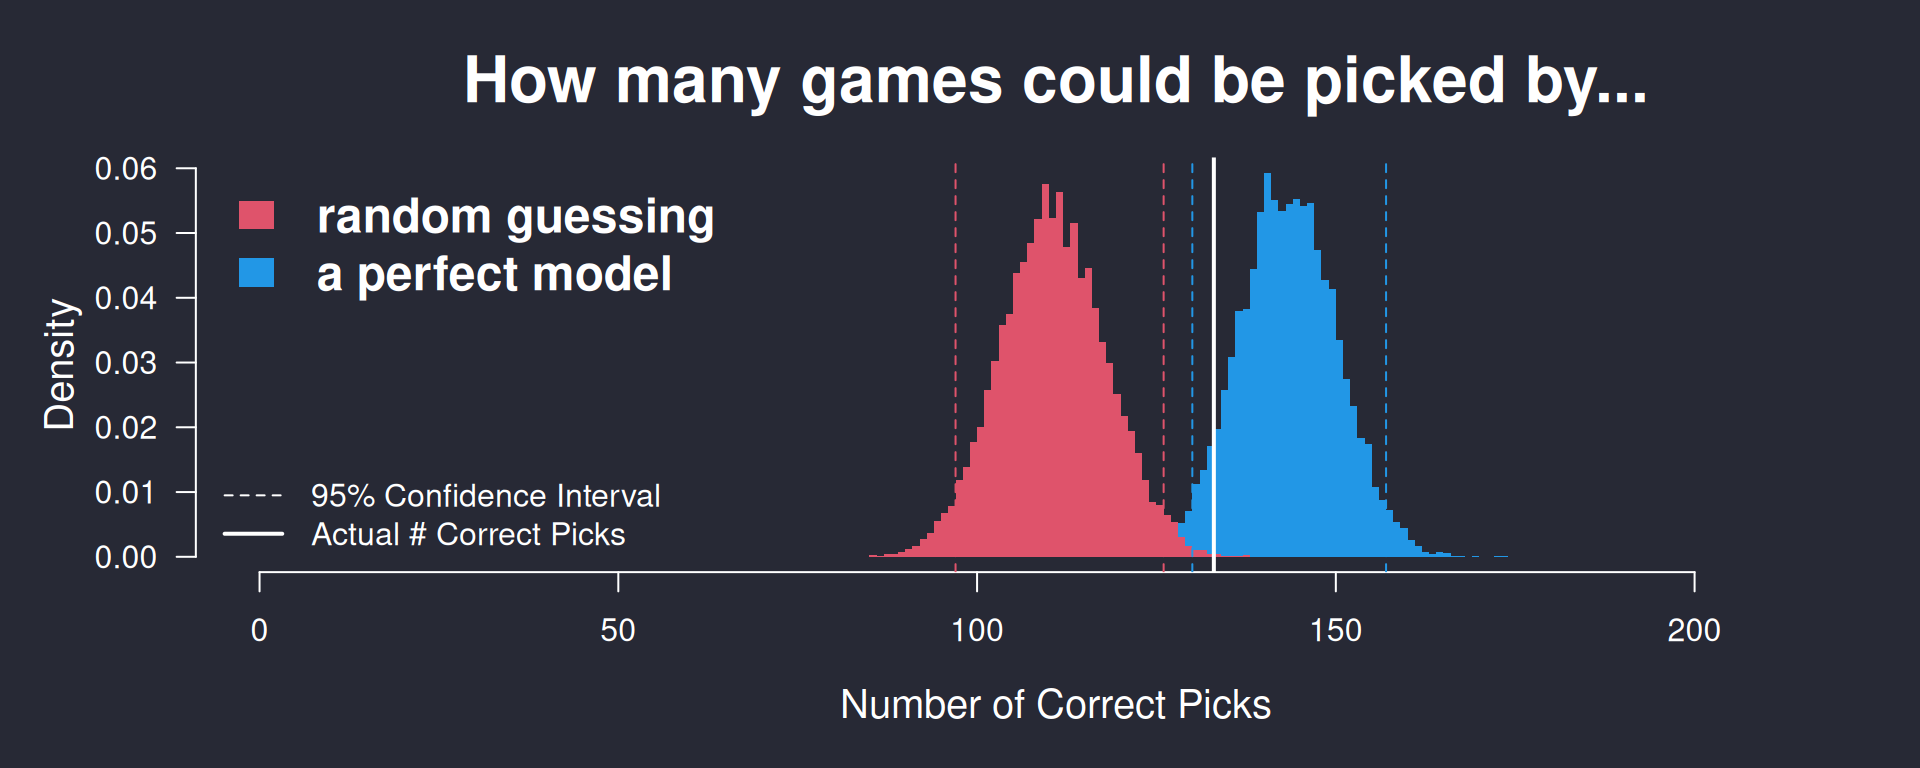 How many games could be picked by...
random guessing
a perfect model
95% Confidence Interval
Actual # Correct Picks
Density
0.06
0.05
0.04
0.03
0.02
0.01
0.00
0 50 100 150 200
Number of Correct Picks